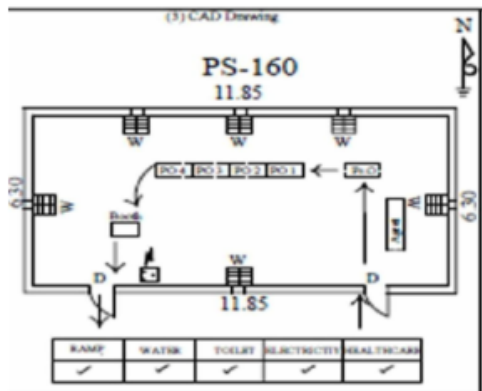 (3) CAD Drawing
N
PS-160
11.85
W W W
PO 4 PO 3 PO 2 PO 1 Pr.O
6.30 W Booth Agent W 6.30
W
D D
11.85
RAMP WATER TOILET ELECTRICITY HEALTHCARE
✓ ✓ ✓ ✓ ✓